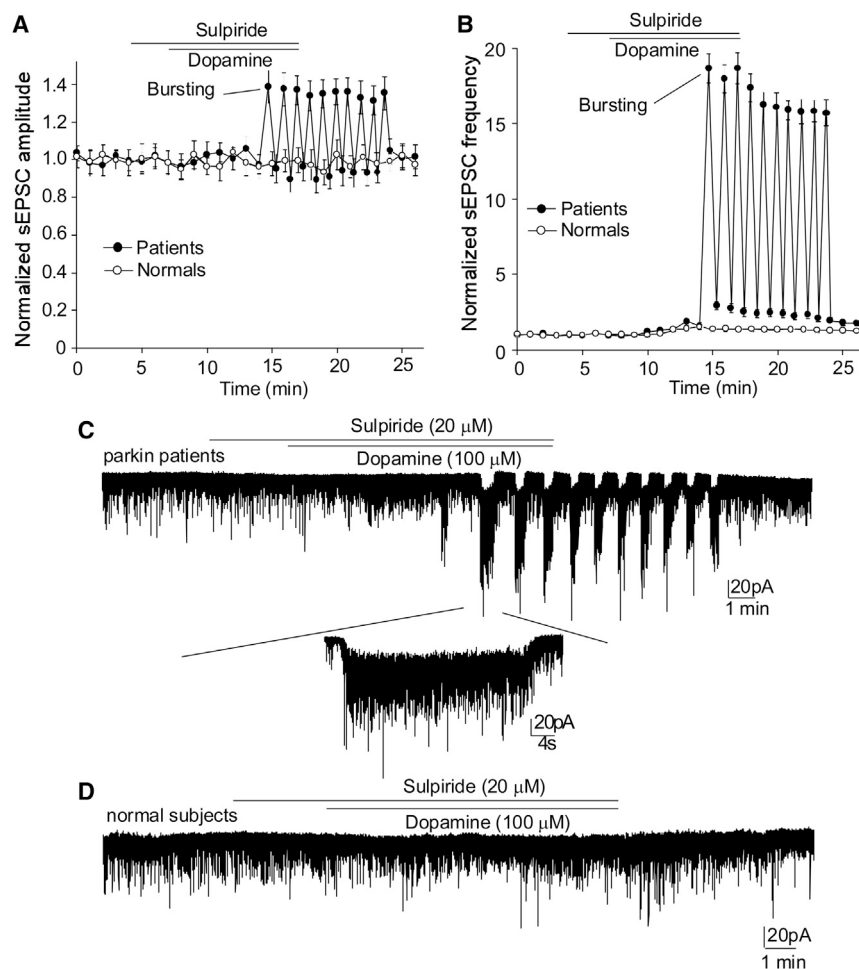 A
Sulpiride
Dopamine
Bursting
Normalized sEPSC amplitude
1.4
1.2
1.0
0.8
0.6
0.4
0.2
0
Patients
Normals
0 5 10 15 20 25
Time (min)
B
Sulpiride
Dopamine
Bursting
Normalized sEPSC frequency
20
15
10
5
0
Patients
Normals
0 5 10 15 20 25
Time (min)
C
Sulpiride (20 µM)
parkin patients
Dopamine (100 µM)
20pA
1 min
20pA
4s
D
Sulpiride (20 µM)
normal subjects
Dopamine (100 µM)
20pA
1 min